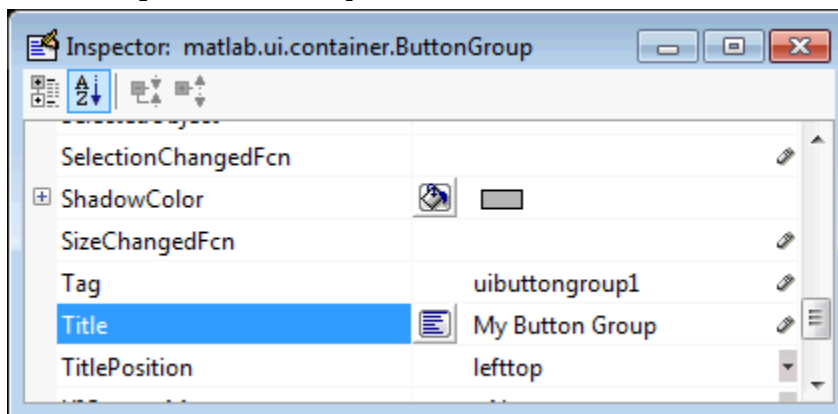 Inspector: matlab.ui.container.ButtonGroup
SelectionChangedFcn
ShadowColor
SizeChangedFcn
Tag uibuttongroup1
Title My Button Group
TitlePosition lefttop